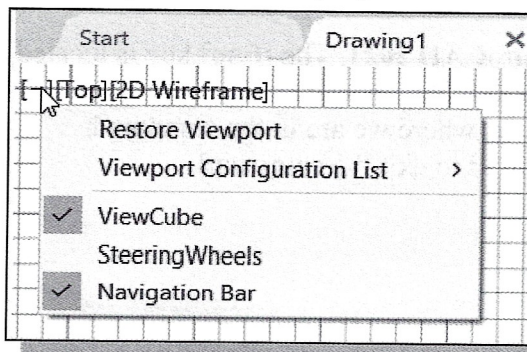 Start Drawing1 ×
[−][Top][2D Wireframe]
Restore Viewport
Viewport Configuration List >
ViewCube
SteeringWheels
Navigation Bar